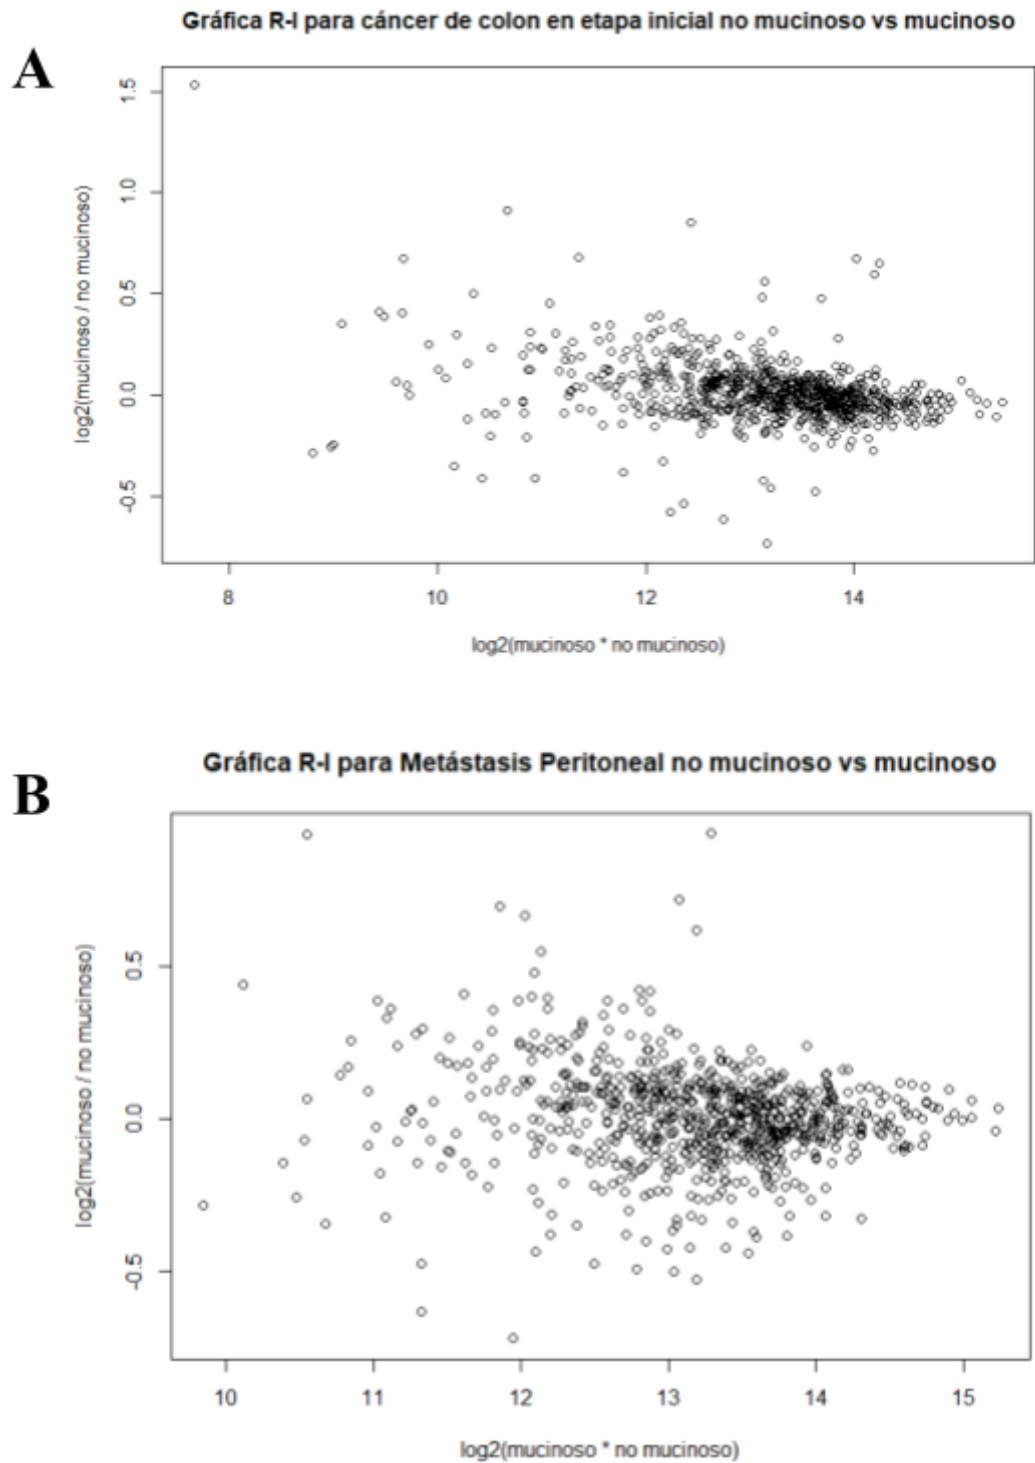 Gráfica R-I para cáncer de colon en etapa inicial no mucinoso vs mucinoso
A
1.5
1.0
0.5
0.0
-0.5
log2(mucinoso / no mucinoso)
8 10 12 14
log2(mucinoso * no mucinoso)
Gráfica R-I para Metástasis Peritoneal no mucinoso vs mucinoso
B
0.5
0.0
-0.5
log2(mucinoso / no mucinoso)
10 11 12 13 14 15
log2(mucinoso * no mucinoso)